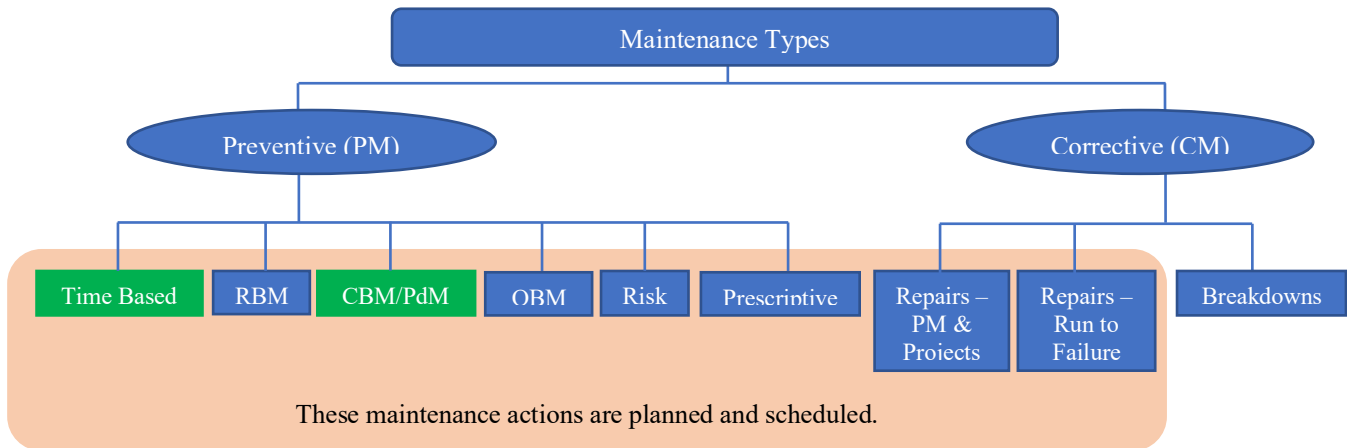 Maintenance Types
Preventive (PM)
Corrective (CM)
Time Based
RBM
CBM/PdM
OBM
Risk
Prescriptive
Repairs –
PM &
Projects
Repairs –
Run to
Failure
Breakdowns
These maintenance actions are planned and scheduled.